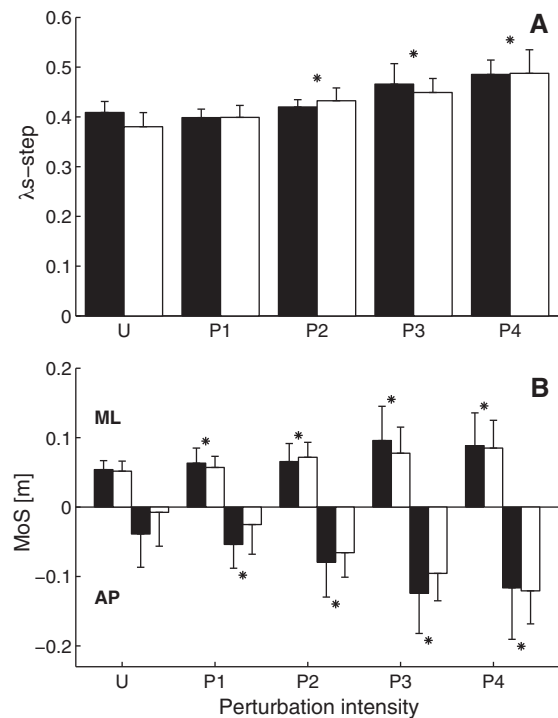 A
0.6
0.5
0.4
0.3
0.2
0.1
0
λs−step
* * *
U P1 P2 P3 P4
B
0.2
0.1
0
−0.1
−0.2
MoS [m]
ML
* * * *
AP
* * * *
U P1 P2 P3 P4
Perturbation intensity